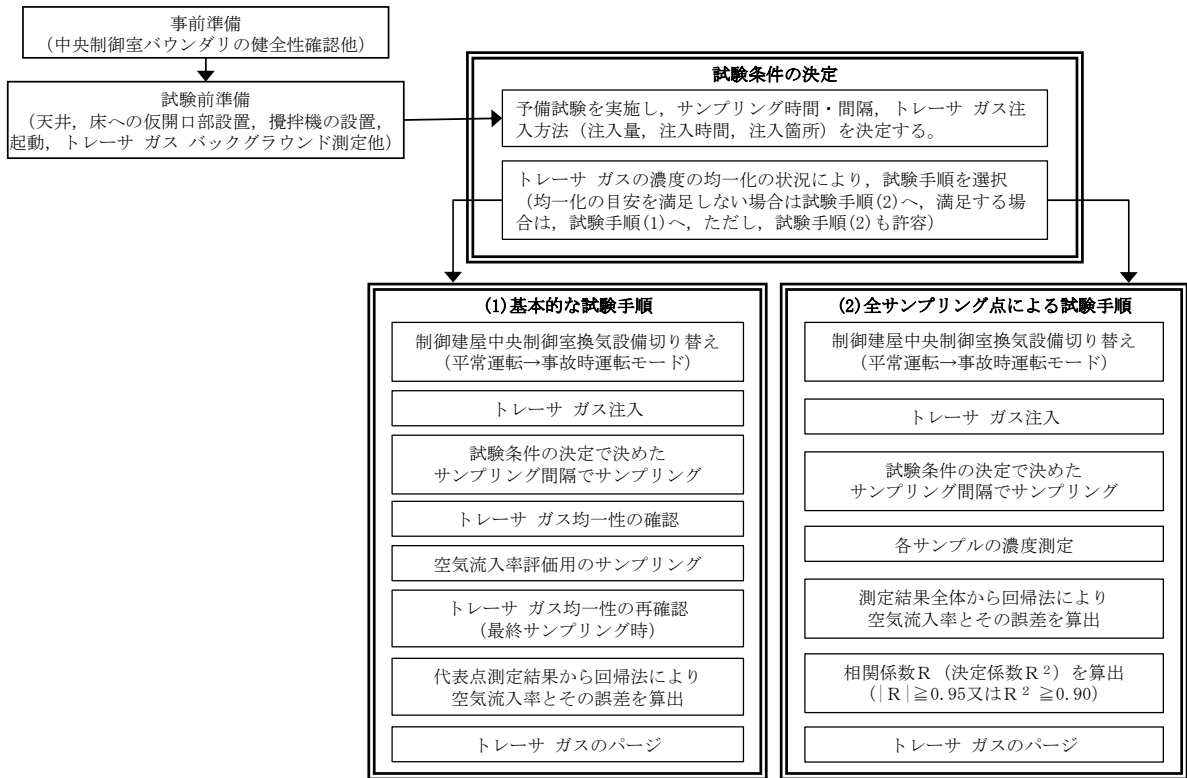 事前準備
（中央制御室バウンダリの健全性確認他）
試験前準備
（天井，床への仮開口部設置，攪拌機の設置，
起動，トレーサ ガス バックグラウンド測定他）
試験条件の決定
予備試験を実施し，サンプリング時間・間隔，トレーサ ガス注
入方法（注入量，注入時間，注入箇所）を決定する。
トレーサ ガスの濃度の均一化の状況により，試験手順を選択
（均一化の目安を満足しない場合は試験手順(2)へ，満足する場
合は，試験手順(1)へ，ただし，試験手順(2)も許容）
(1)基本的な試験手順
制御建屋中央制御室換気設備切り替え
（平常運転→事故時運転モード）
トレーサ ガス注入
試験条件の決定で決めた
サンプリング間隔でサンプリング
トレーサ ガス均一性の確認
空気流入率評価用のサンプリング
トレーサ ガス均一性の再確認
（最終サンプリング時）
代表点測定結果から回帰法により
空気流入率とその誤差を算出
トレーサ ガスのパージ
(2)全サンプリング点による試験手順
制御建屋中央制御室換気設備切り替え
（平常運転→事故時運転モード）
トレーサ ガス注入
試験条件の決定で決めた
サンプリング間隔でサンプリング
各サンプルの濃度測定
測定結果全体から回帰法により
空気流入率とその誤差を算出
相関係数Ｒ（決定係数Ｒ²）を算出
（|Ｒ|≧0.95又はＲ² ≧0.90）
トレーサ ガスのパージ